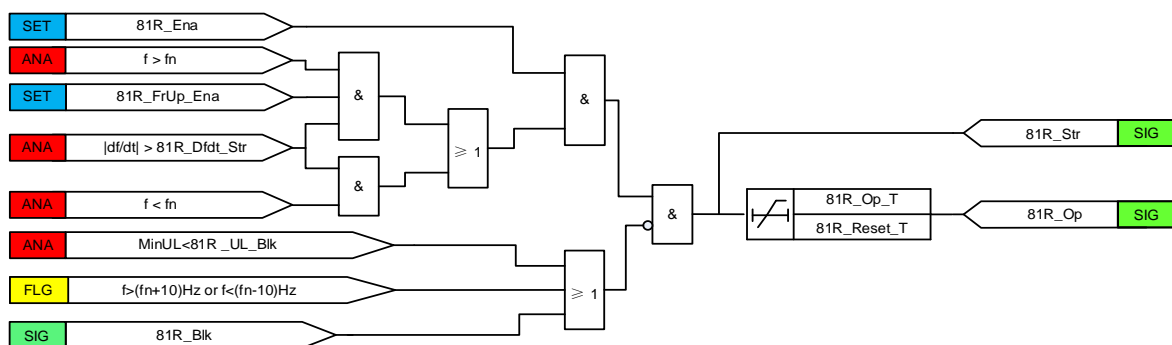 SET 81R_Ena
ANA f > fn
SET 81R_FrUp_Ena
ANA |df/dt| > 81R_Dfdt_Str
ANA f < fn
ANA MinUL<81R _UL_Blk
FLG f>(fn+10)Hz or f<(fn-10)Hz
SIG 81R_Blk
&
&
≥ 1
&
≥ 1
&
81R_Op_T
81R_Reset_T
81R_Str SIG
81R_Op SIG